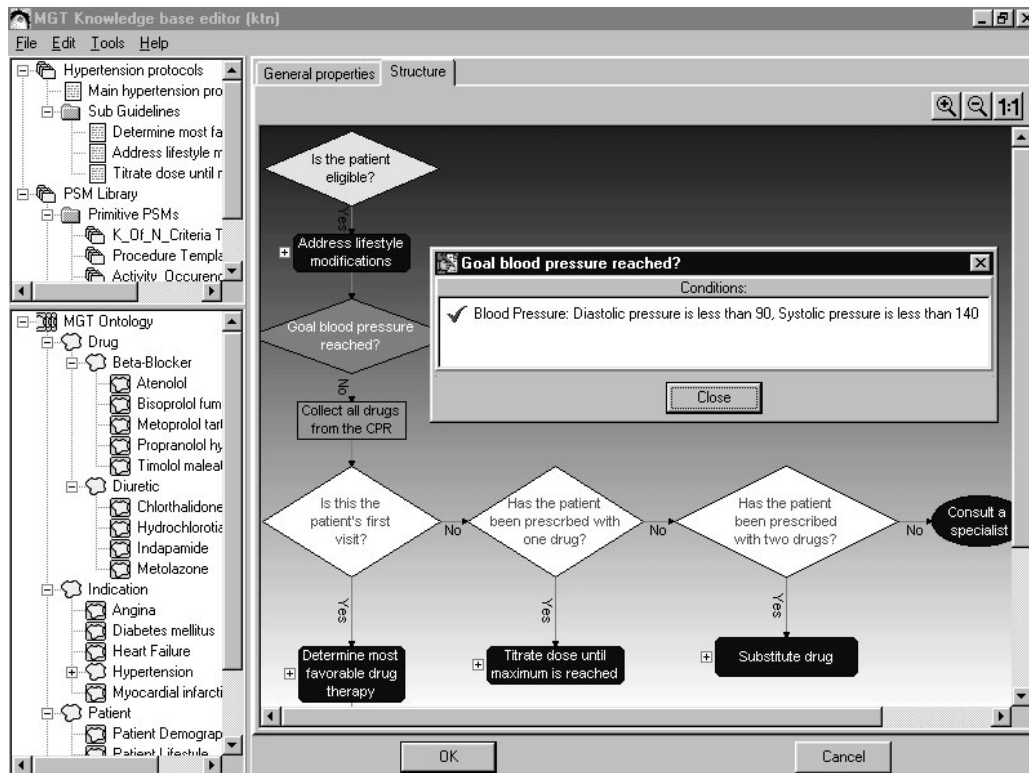 MGT Knowledge base editor (ktn)
File Edit Tools Help
Hypertension protocols
Main hypertension pro
Sub Guidelines
Determine most fa
Address lifestyle m
Titrate dose until r
PSM Library
Primitive PSMs
K_Of_N_Criteria T
Procedure Templa
Activity_Occurenc
MGT Ontology
Drug
Beta-Blocker
Atenolol
Bisoprolol fum
Metoprolol tart
Propranolol hy
Timolol maleat
Diuretic
Chlorthalidone
Hydrochlorotia
Indapamide
Metolazone
Indication
Angina
Diabetes mellitus
Heart Failure
Hypertension
Myocardial infarcti
Patient
Patient Demograp
Patient Lifestyle
General properties Structure
1:1
Is the patient
eligible?
Yes
Address lifestyle
modifications
Goal blood pressure
reached?
No
Collect all drugs
from the CPR
Goal blood pressure reached?
Conditions:
Blood Pressure: Diastolic pressure is less than 90, Systolic pressure is less than 140
Close
Is this the
patient's first
visit?
No
Has the patient
been prescrbed with
one drug?
No
Has the patient
been prescribed
with two drugs?
No
Consult a
specialist
Yes
Yes
Yes
Determine most
favorable drug
therapy
Titrate dose until
maximum is reached
Substitute drug
OK
Cancel